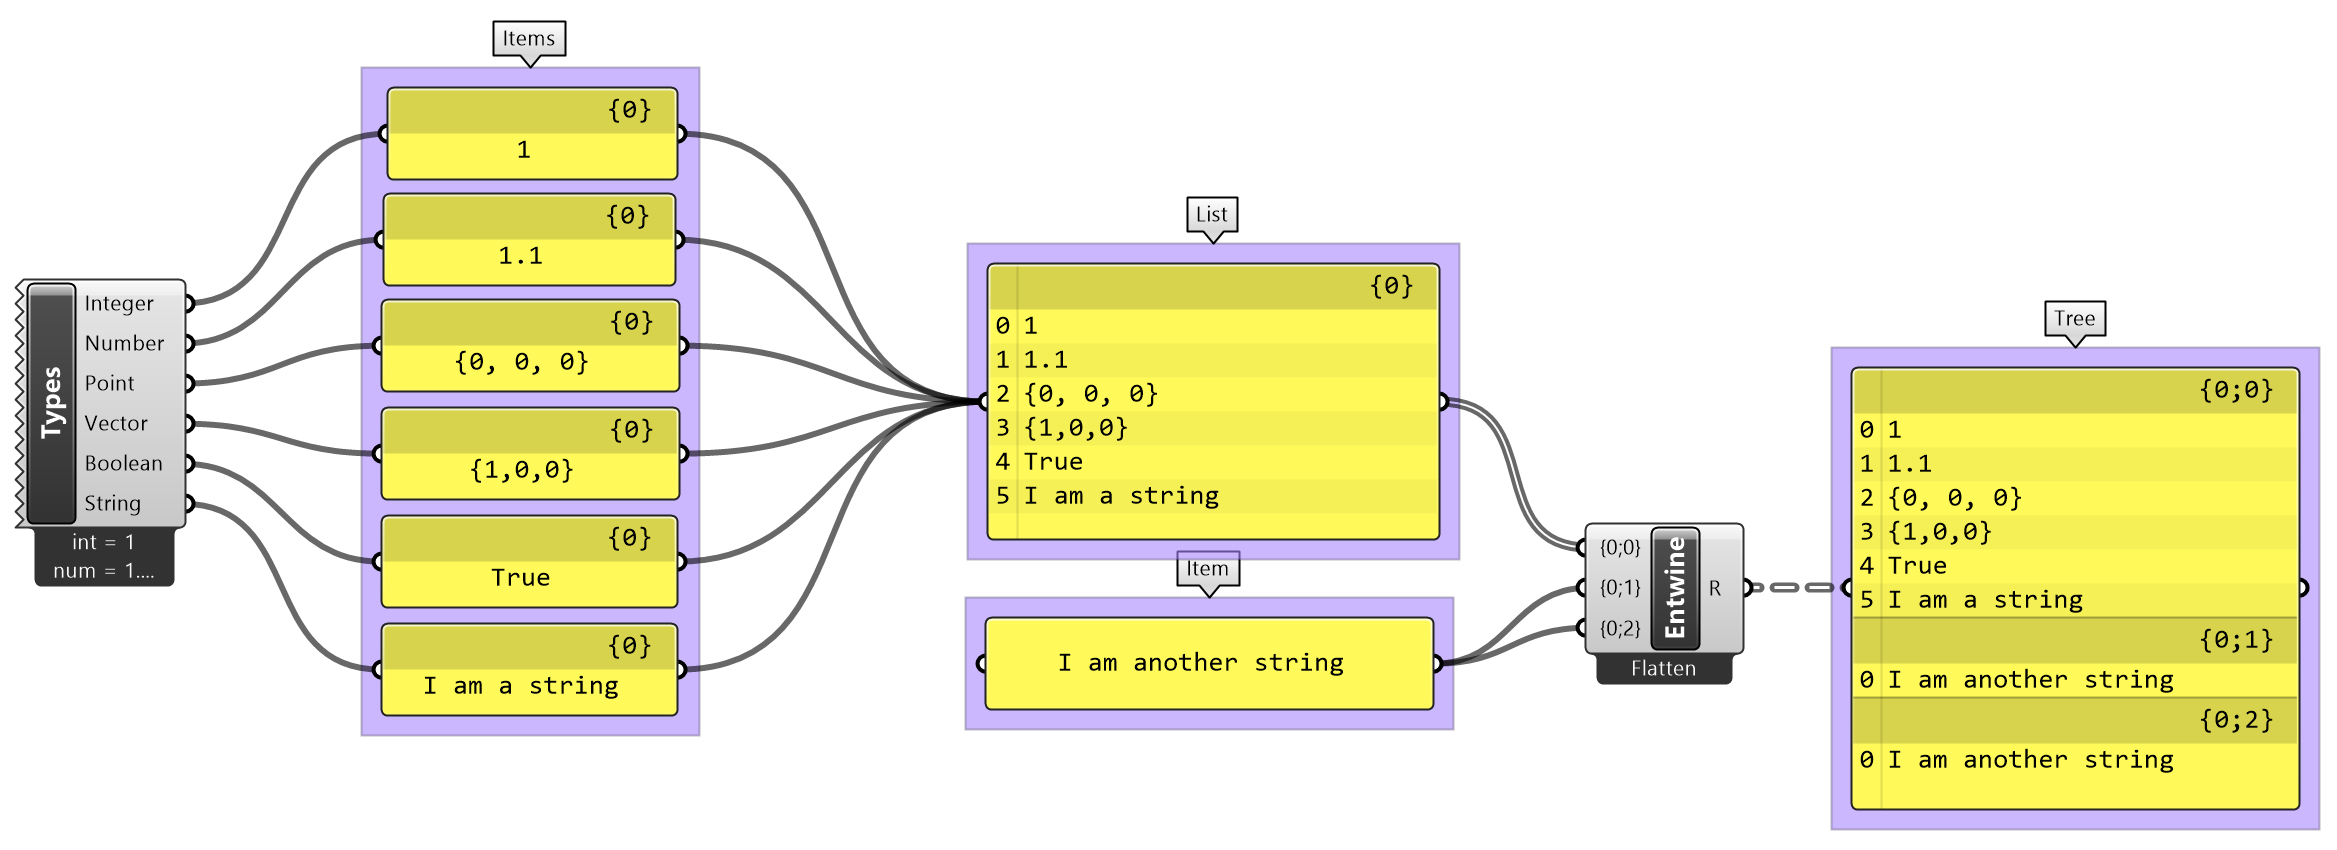 Items
{0}
1
{0}
1.1
{0}
{0, 0, 0}
{0}
{1,0,0}
{0}
True
{0}
I am a string
Types
Integer
Number
Point
Vector
Boolean
String
int = 1
num = 1....
List
{0}
0 1
1 1.1
2 {0, 0, 0}
3 {1,0,0}
4 True
5 I am a string
Item
I am another string
{0;0}
{0;1}
{0;2}
Entwine
R
Flatten
Tree
{0;0}
0 1
1 1.1
2 {0, 0, 0}
3 {1,0,0}
4 True
5 I am a string
{0;1}
0 I am another string
{0;2}
0 I am another string